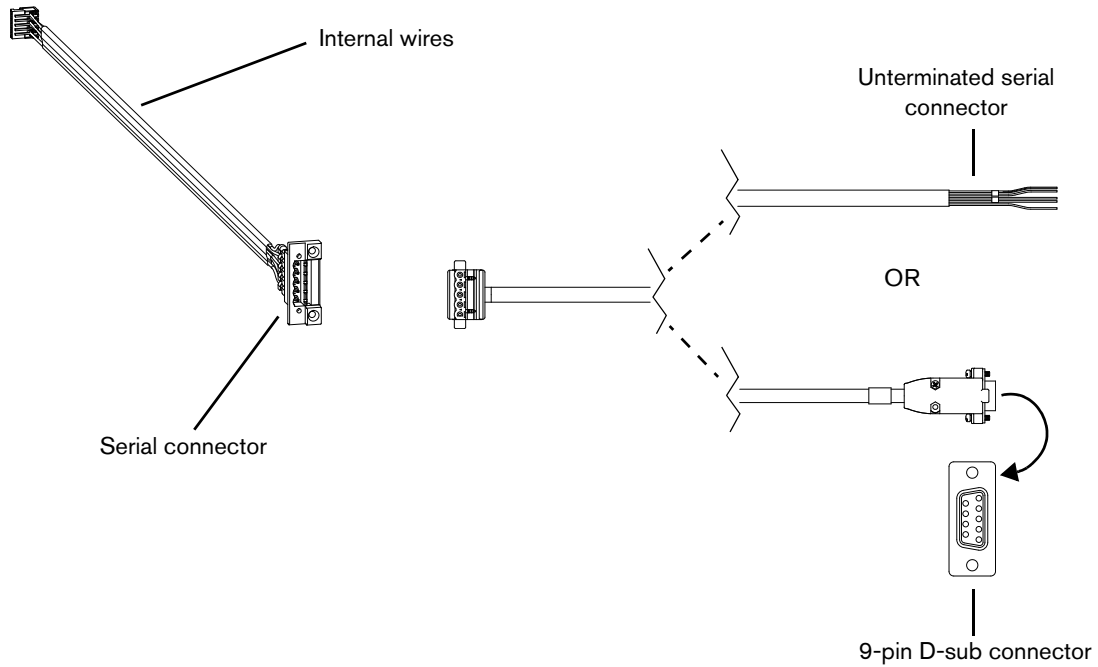 Internal wires
Unterminated serial
connector
OR
Serial connector
9-pin D-sub connector